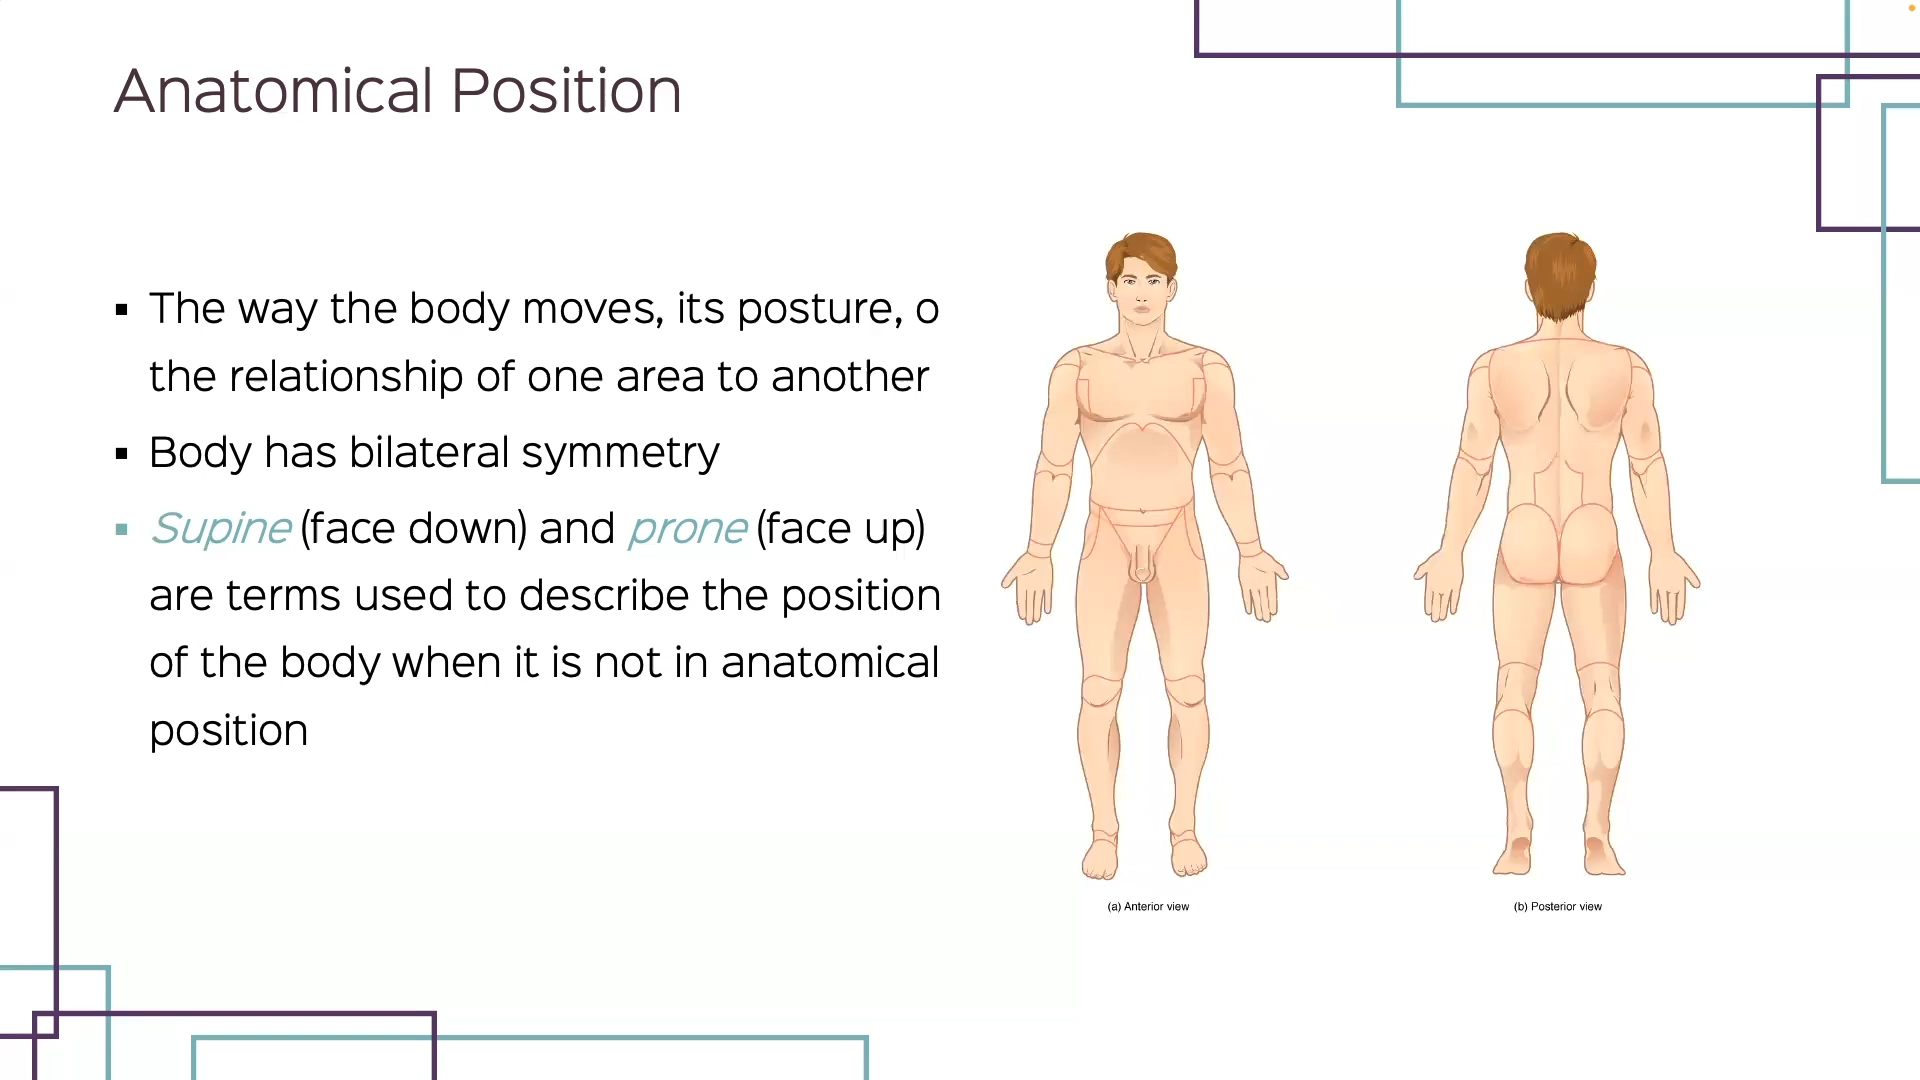 Anatomical Position
▪ The way the body moves, its posture, o
the relationship of one area to another
▪ Body has bilateral symmetry
▪ Supine (face down) and prone (face up)
are terms used to describe the position
of the body when it is not in anatomical
position
(a) Anterior view
(b) Posterior view